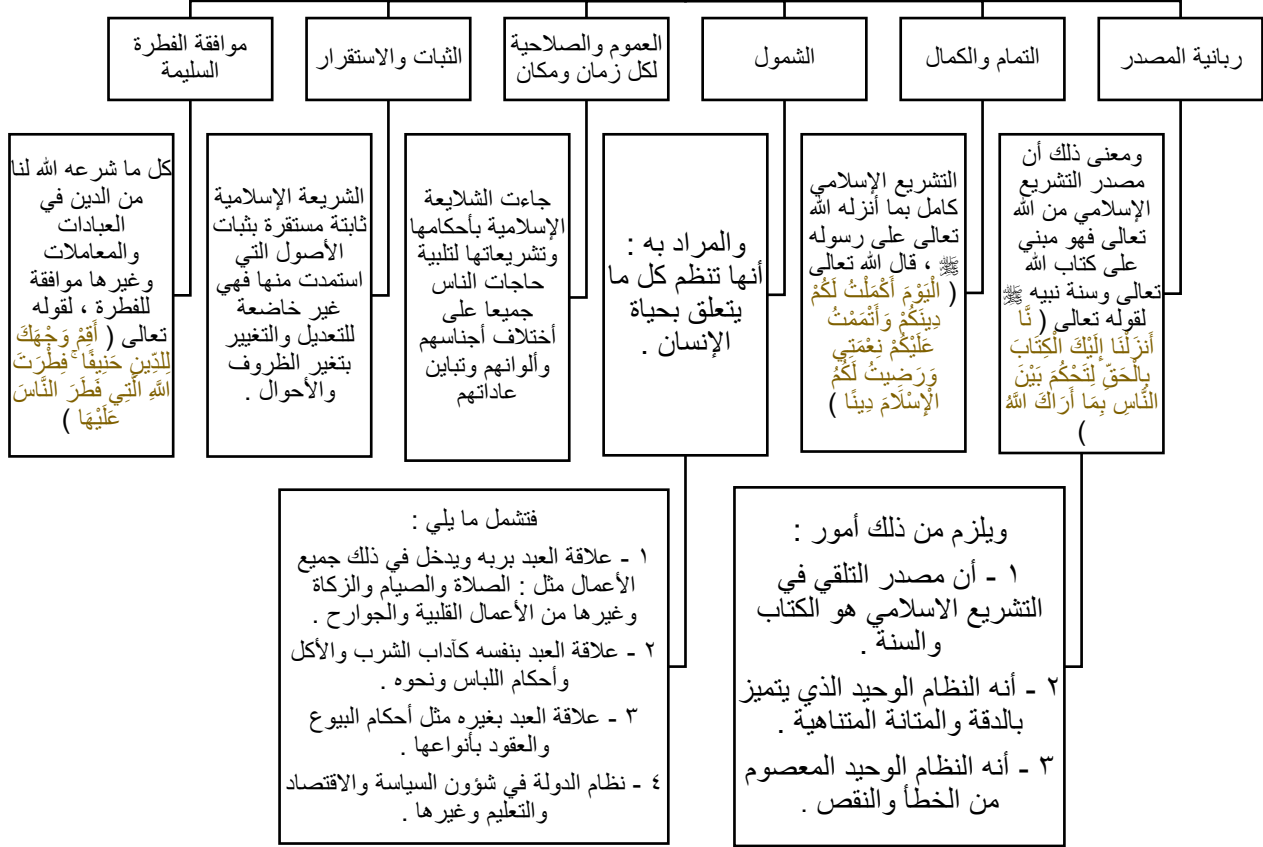 ربانية المصدر
التمام والكمال
الشمول
العموم والصلاحية
لكل زمان ومكان
الثبات والاستقرار
موافقة الفطرة
السليمة
ومعنى ذلك أن
مصدر التشريع
الإسلامي من الله
تعالى فهو مبني
على كتاب الله
تعالى وسنة نبيه ﷺ
لقوله تعالى ( نَّا
أَنزَلْنَا إِلَيْكَ الْكِتَابَ
بِالْحَقِّ لِتَحْكُمَ بَيْنَ
النَّاسِ بِمَا أَرَاكَ اللَّهُ
)
التشريع الإسلامي
كامل بما أنزله الله
تعالى على رسوله
ﷺ ، قال الله تعالى
( الْيَوْمَ أَكْمَلْتُ لَكُمْ
دِينَكُمْ وَأَتْمَمْتُ
عَلَيْكُمْ نِعْمَتِي
وَرَضِيتُ لَكُمُ
الْإِسْلَامَ دِينًا )
والمراد به :
أنها تنظم كل ما
يتعلق بحياة
الإنسان .
جاءت الشلايعة
الإسلامية بأحكامها
وتشريعاتها لتلبية
حاجات الناس
جميعا على
أختلاف أجناسهم
وألوانهم وتباين
عاداتهم
الشريعة الإسلامية
ثابتة مستقرة بثبات
الأصول التي
استمدت منها فهي
غير خاضعة
للتعديل والتغيير
بتغير الظروف
والأحوال .
كل ما شرعه الله لنا
من الدين في
العبادات
والمعاملات
وغيرها موافقة
للفطرة ، لقوله
تعالى ( أَقِمْ وَجْهَكَ
لِلدِّينِ حَنِيفًا ۚ فِطْرَتَ
اللَّهِ الَّتِي فَطَرَ النَّاسَ
عَلَيْهَا )
ويلزم من ذلك أمور :
١ - أن مصدر التلقي في
التشريع الاسلامي هو الكتاب
والسنة .
٢ - أنه النظام الوحيد الذي يتميز
بالدقة والمتانة المتناهية .
٣ - أنه النظام الوحيد المعصوم
من الخطأ والنقص .
فتشمل ما يلي :
١ - علاقة العبد بربه ويدخل في ذلك جميع
الأعمال مثل : الصلاة والصيام والزكاة
وغيرها من الأعمال القلبية والجوارح .
٢ - علاقة العبد بنفسه كآداب الشرب والأكل
وأحكام اللباس ونحوه .
٣ - علاقة العبد بغيره مثل أحكام البيوع
والعقود بأنواعها .
٤ - نظام الدولة في شؤون السياسة والاقتصاد
والتعليم وغيرها .